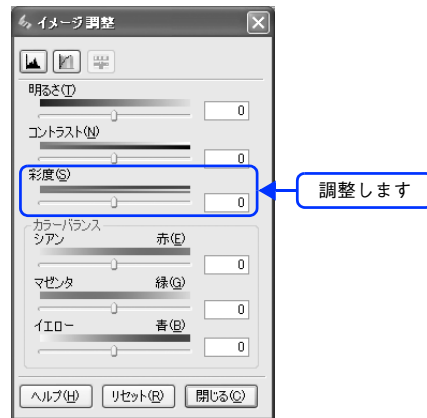 イメージ調整
明るさ(T)
0
コントラスト(N)
0
彩度(S)
0
調整します
カラーバランス
シアン 赤(E)
0
マゼンタ 緑(G)
0
イエロー 青(B)
0
ヘルプ(H) リセット(R) 閉じる(C)